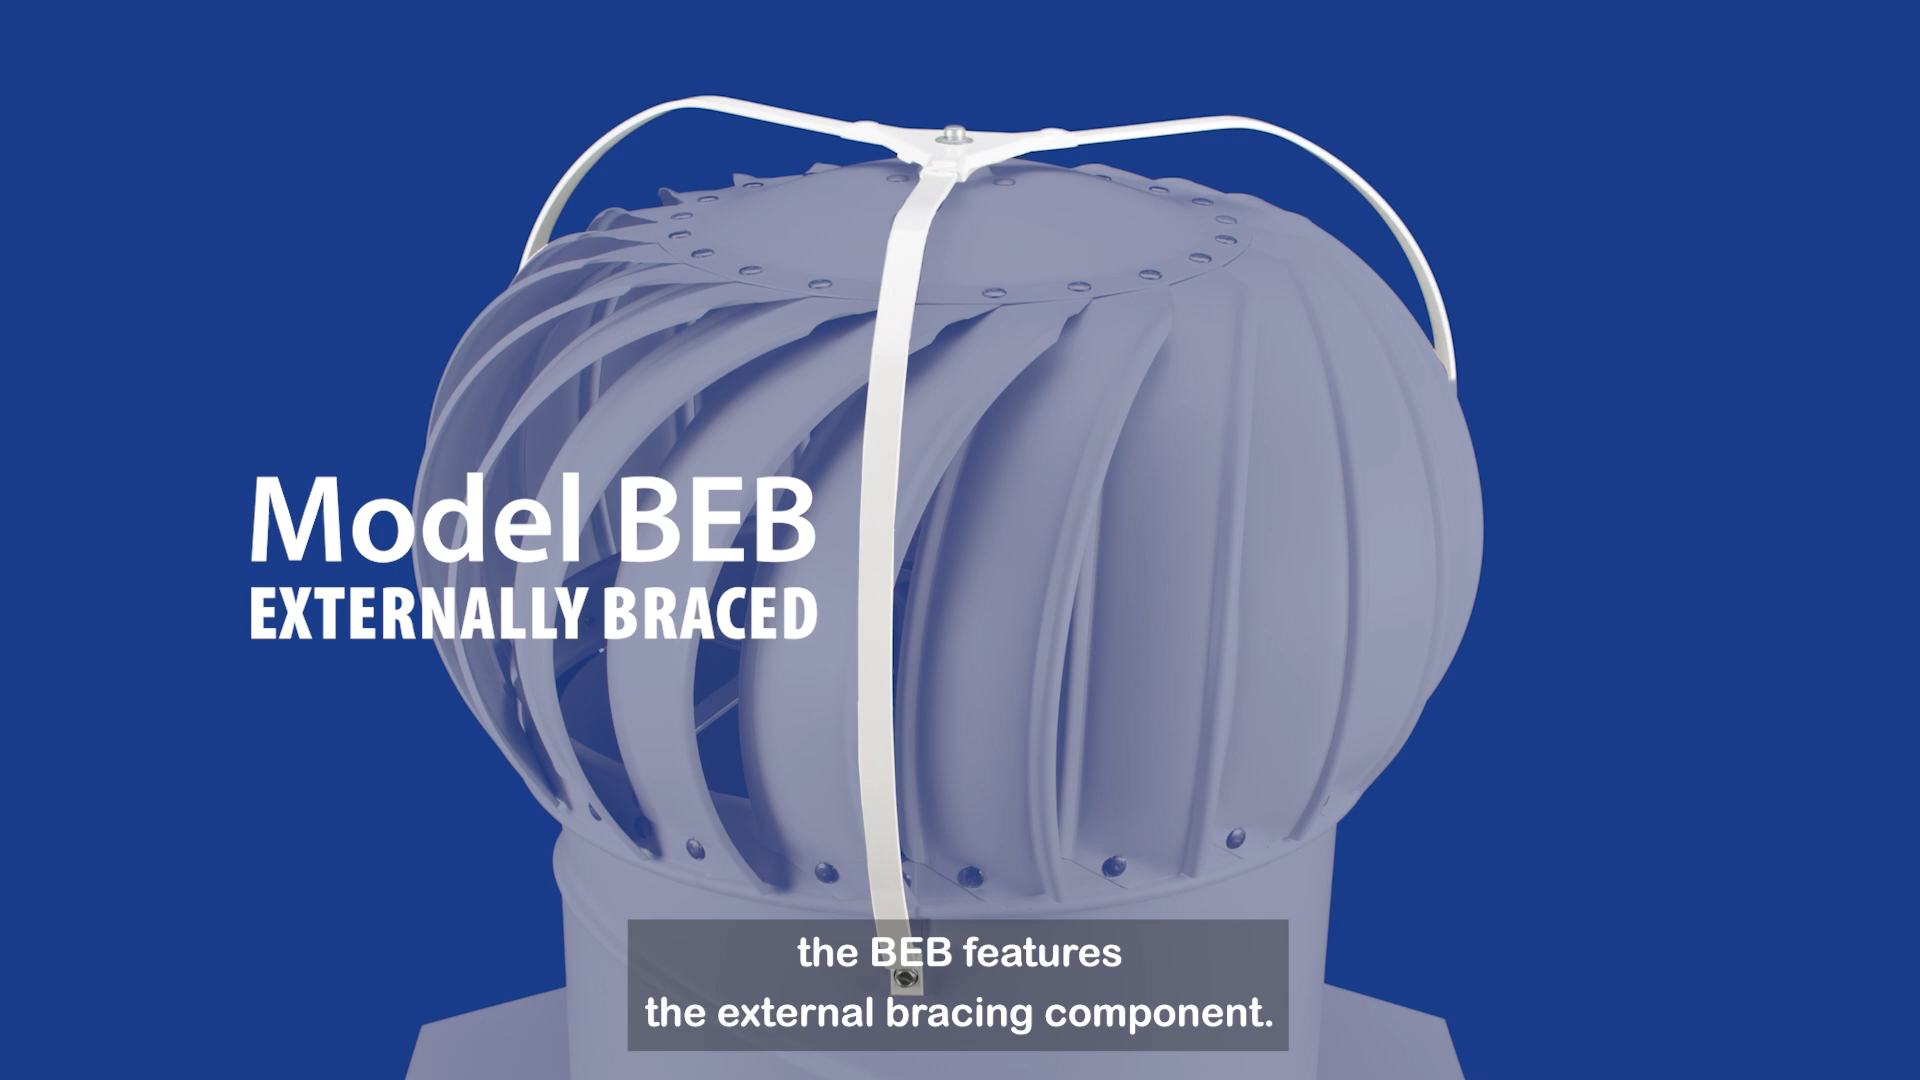 Model BEB
EXTERNALLY BRACED
the BEB features
the external bracing component.